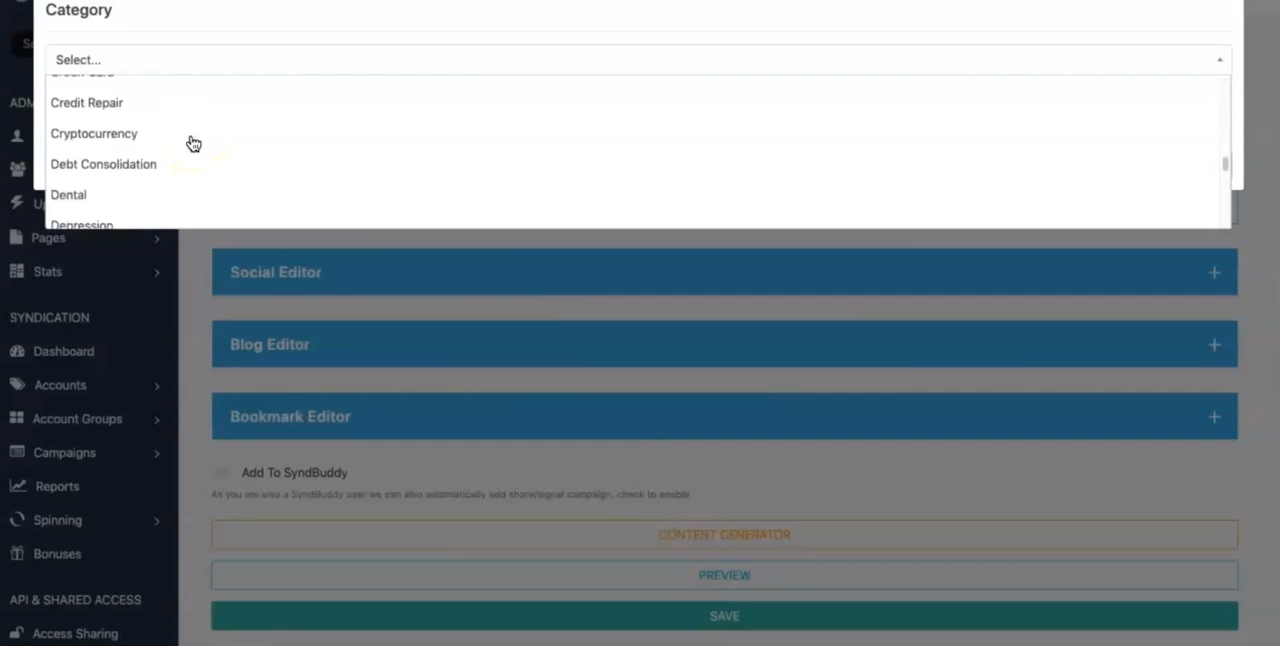 Category
Select...
Credit Card
Credit Repair
Cryptocurrency
Debt Consolidation
Dental
Depression
Pages
Stats
SYNDICATION
Dashboard
Accounts
Account Groups
Campaigns
Reports
Spinning
Bonuses
API & SHARED ACCESS
Access Sharing
Social Editor
Blog Editor
Bookmark Editor
Add To SyndBuddy
As you are also a SyndBuddy user we can also automatically add share/signal campaign, check to enable
CONTENT GENERATOR
PREVIEW
SAVE